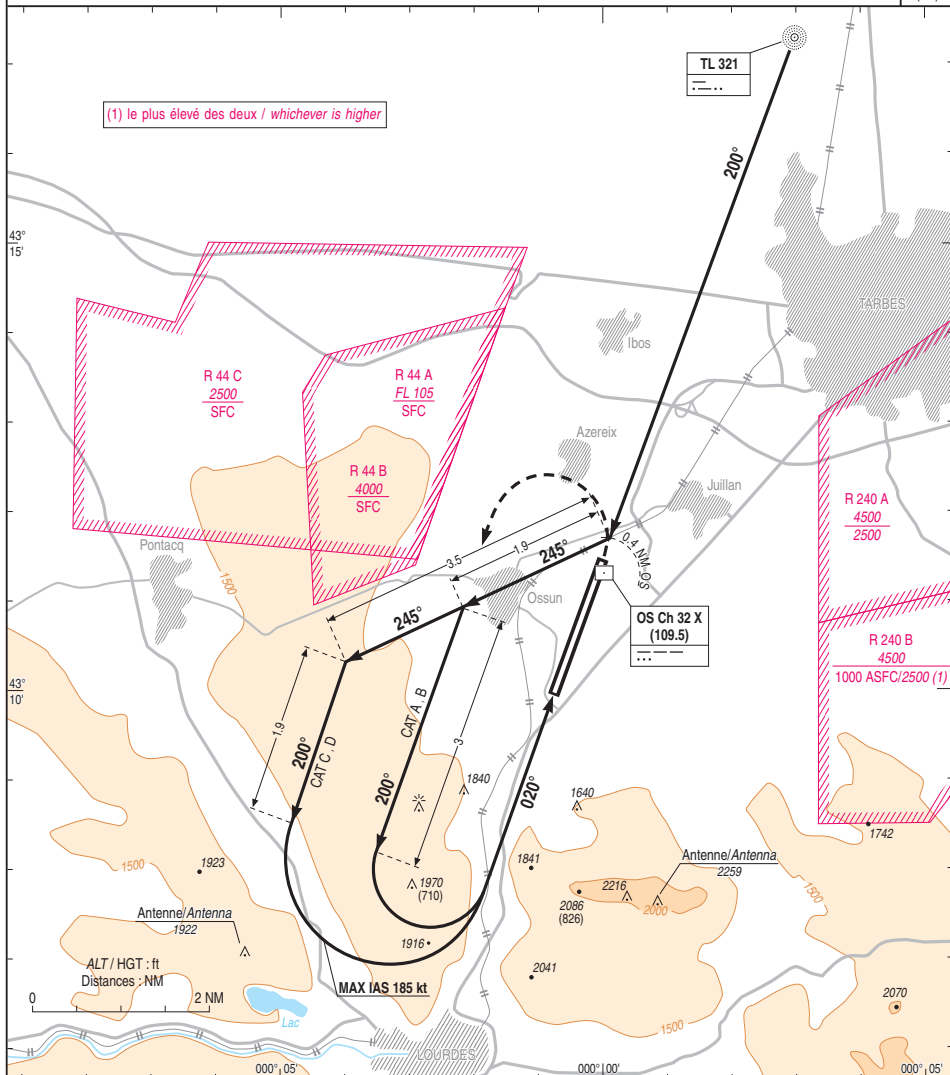 TL 321
(1) le plus élevé des deux / whichever is higher
200°
43°
15'
TARBES
Ibos
R 44 C
2500
SFC
R 44 A
FL 105
SFC
Azereix
R 44 B
4000
SFC
Juillan
R 240 A
4500
2500
Pontacq
3.5
1.9
245°
0.4 NM OS
1500
Ossun
245°
OS Ch 32 X
(109.5)
R 240 B
4500
1000 ASFC/2500 (1)
43°
10'
1.9
200°
CAT C, D
CAT A, B
200°
3
1840
020°
1640
1742
1500
1923
1841
Antenne/Antenna
2259
1500
1970
(710)
2216
2086
(826)
2000
Antenne/Antenna
1922
1916
2041
ALT / HGT : ft
Distances : NM
0
2 NM
MAX IAS 185 kt
2070
Lac
1500
LOURDES
000° 05'
000° 00'
000° 05'